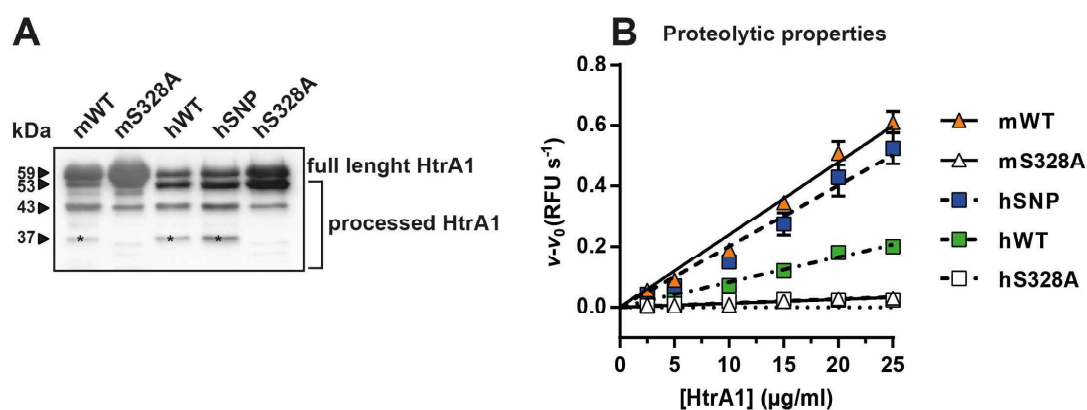 A
mWT mS328A hWT hSNP hS328A
kDa
59 full lenght HtrA1
53
43
processed HtrA1
37 * * *
B Proteolytic properties
v-v0(RFU s-1)
0.8
0.6
0.4
0.2
0.0
0 5 10 15 20 25
[HtrA1] (µg/ml)
mWT
mS328A
hSNP
hWT
hS328A